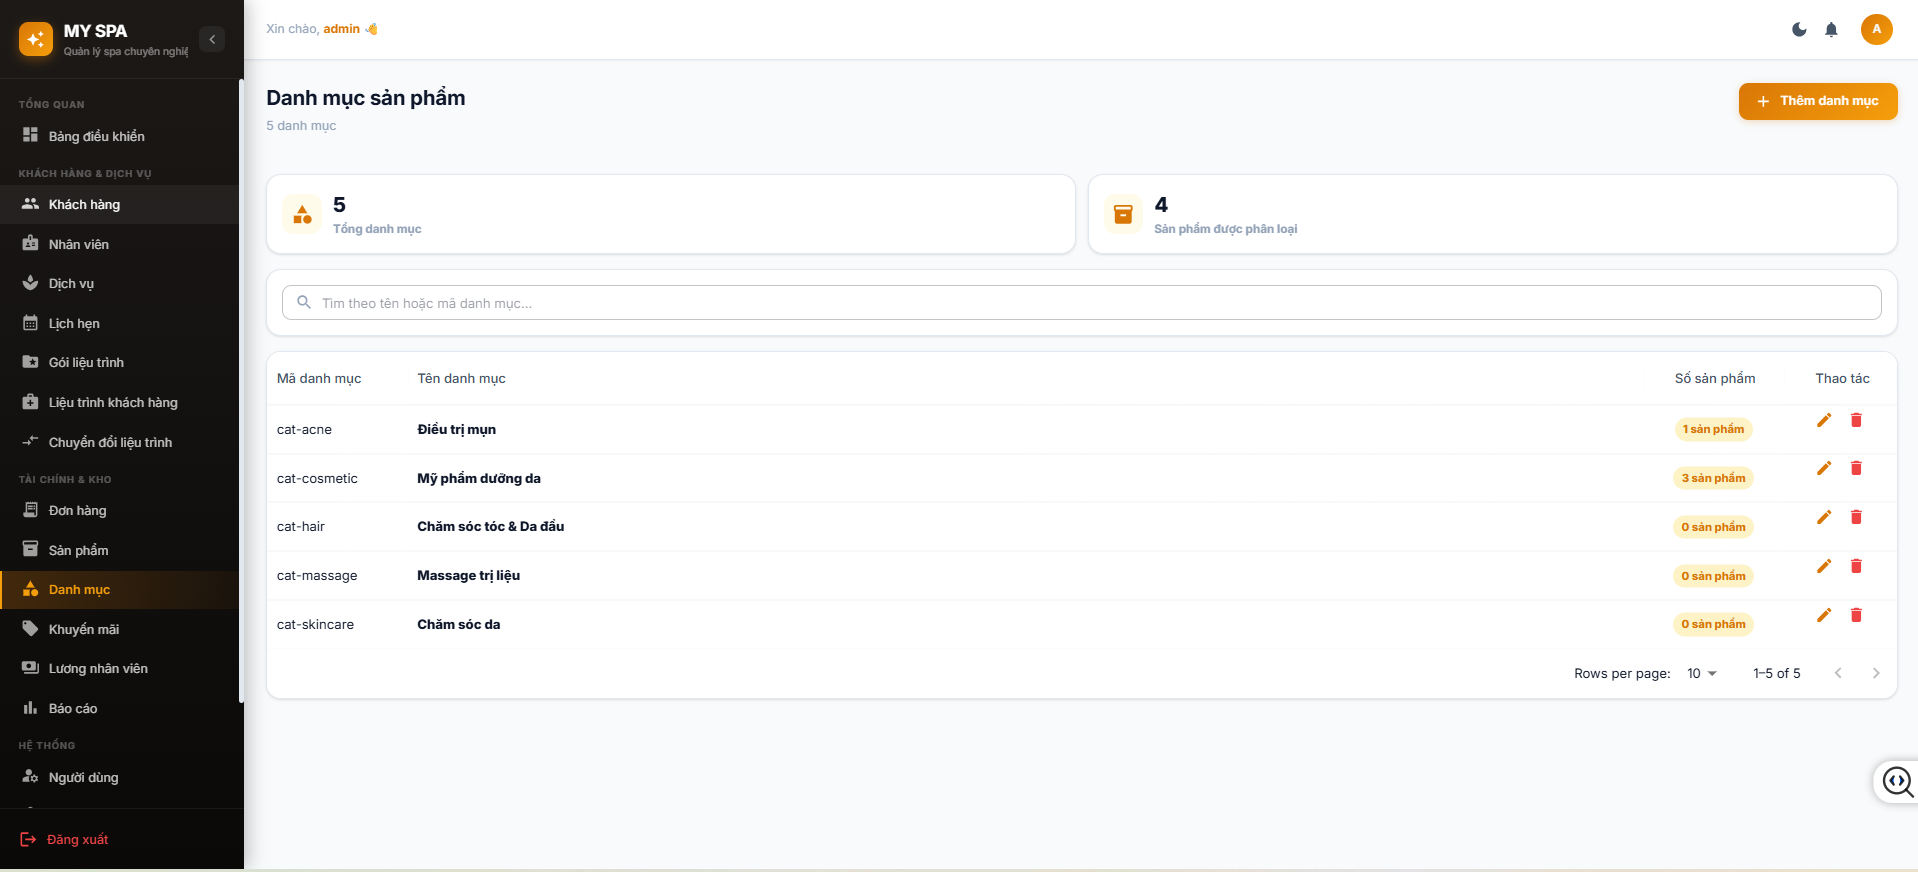 MY SPA
Quản lý spa chuyên nghiệ
TỔNG QUAN
Bảng điều khiển
KHÁCH HÀNG & DỊCH VỤ
Khách hàng
Nhân viên
Dịch vụ
Lịch hẹn
Gói liệu trình
Liệu trình khách hàng
Chuyển đổi liệu trình
TÀI CHÍNH & KHO
Đơn hàng
Sản phẩm
Danh mục
Khuyến mãi
Lương nhân viên
Báo cáo
HỆ THỐNG
Người dùng
Đăng xuất
Xin chào, admin 👋
A
Danh mục sản phẩm
5 danh mục
Thêm danh mục
5
Tổng danh mục
4
Sản phẩm được phân loại
Tìm theo tên hoặc mã danh mục...
Mã danh mục Tên danh mục Số sản phẩm Thao tác
cat-acne Điều trị mụn 1 sản phẩm
cat-cosmetic Mỹ phẩm dưỡng da 3 sản phẩm
cat-hair Chăm sóc tóc & Da đầu 0 sản phẩm
cat-massage Massage trị liệu 0 sản phẩm
cat-skincare Chăm sóc da 0 sản phẩm
Rows per page: 10 1–5 of 5